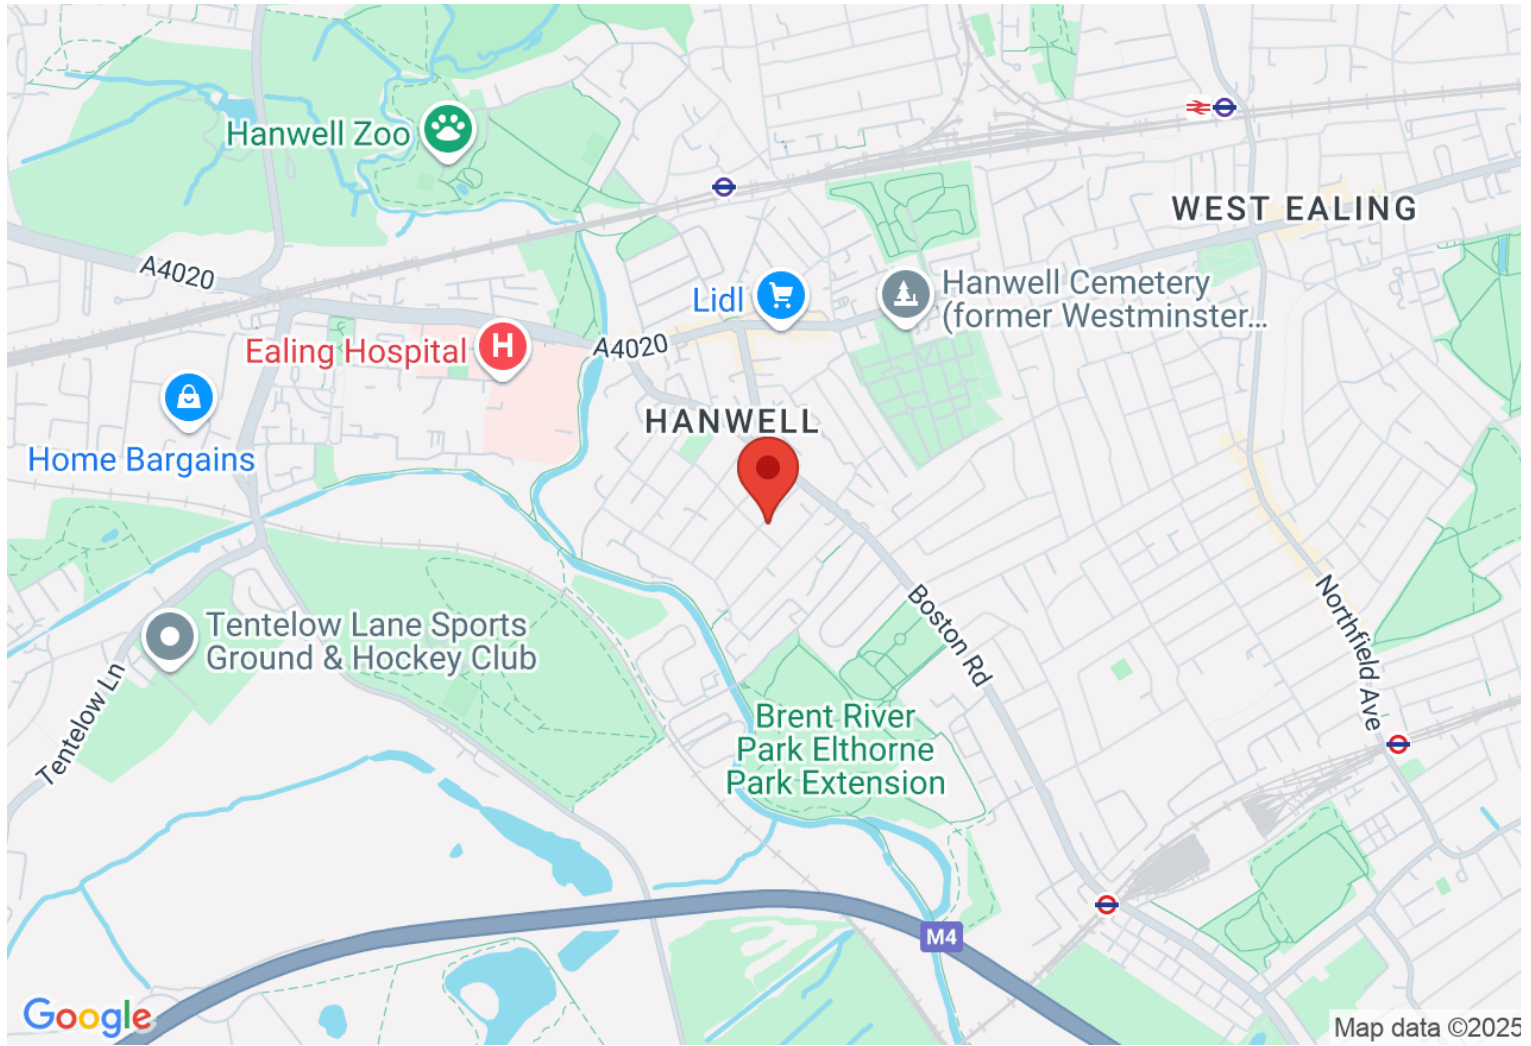 Hanwell Zoo
WEST EALING
A4020
Hanwell Cemetery
(former Westminster...
Lidl
A4020
Ealing Hospital
H
HANWELL
Home Bargains
Tentelow Lane Sports
Ground & Hockey Club
Boston Rd
Northfield Ave
Tentelow Ln
Brent River
Park Elthorne
Park Extension
M4
Google
Map data ©2025